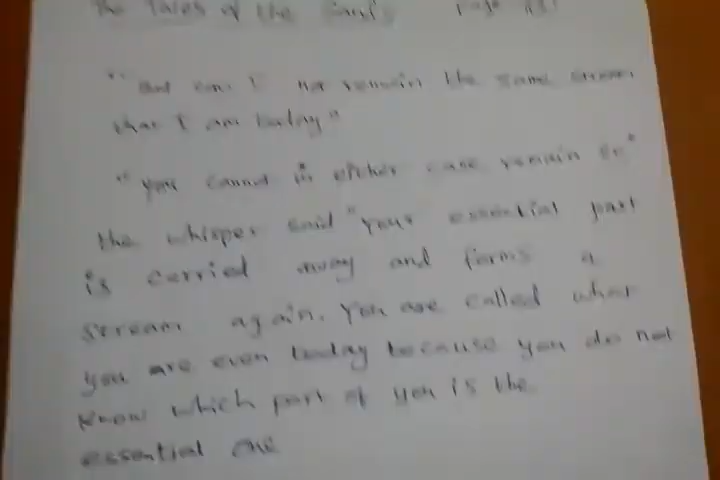 The Tales of the page
"But can I not remain the same stream
that I am today"
"you cannot in either case remain so"
the whisper said "your essential part
is carried away and forms a
stream again. You are called what
you are even today because you do not
know which part of you is the
essential one